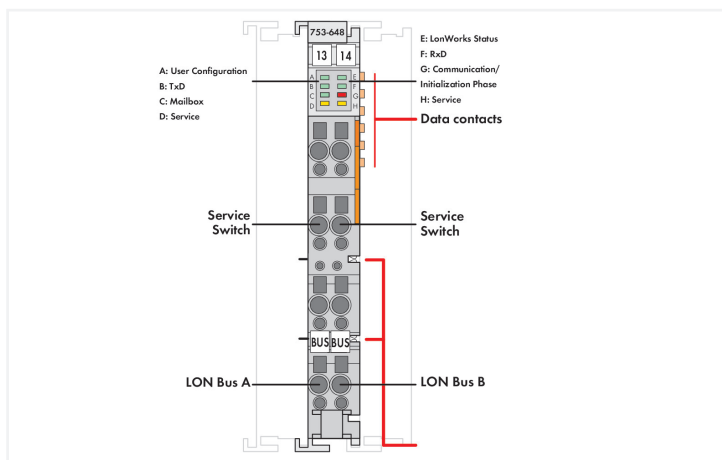 753-648
13 14
A: User Configuration
B: TxD
C: Mailbox
D: Service
A E
B F
C G
D H
E: LonWorks Status
F: RxD
G: Communication/
Initialization Phase
H: Service
Data contacts
Service
Switch
Service
Switch
BUS BUS
LON Bus A
LON Bus B